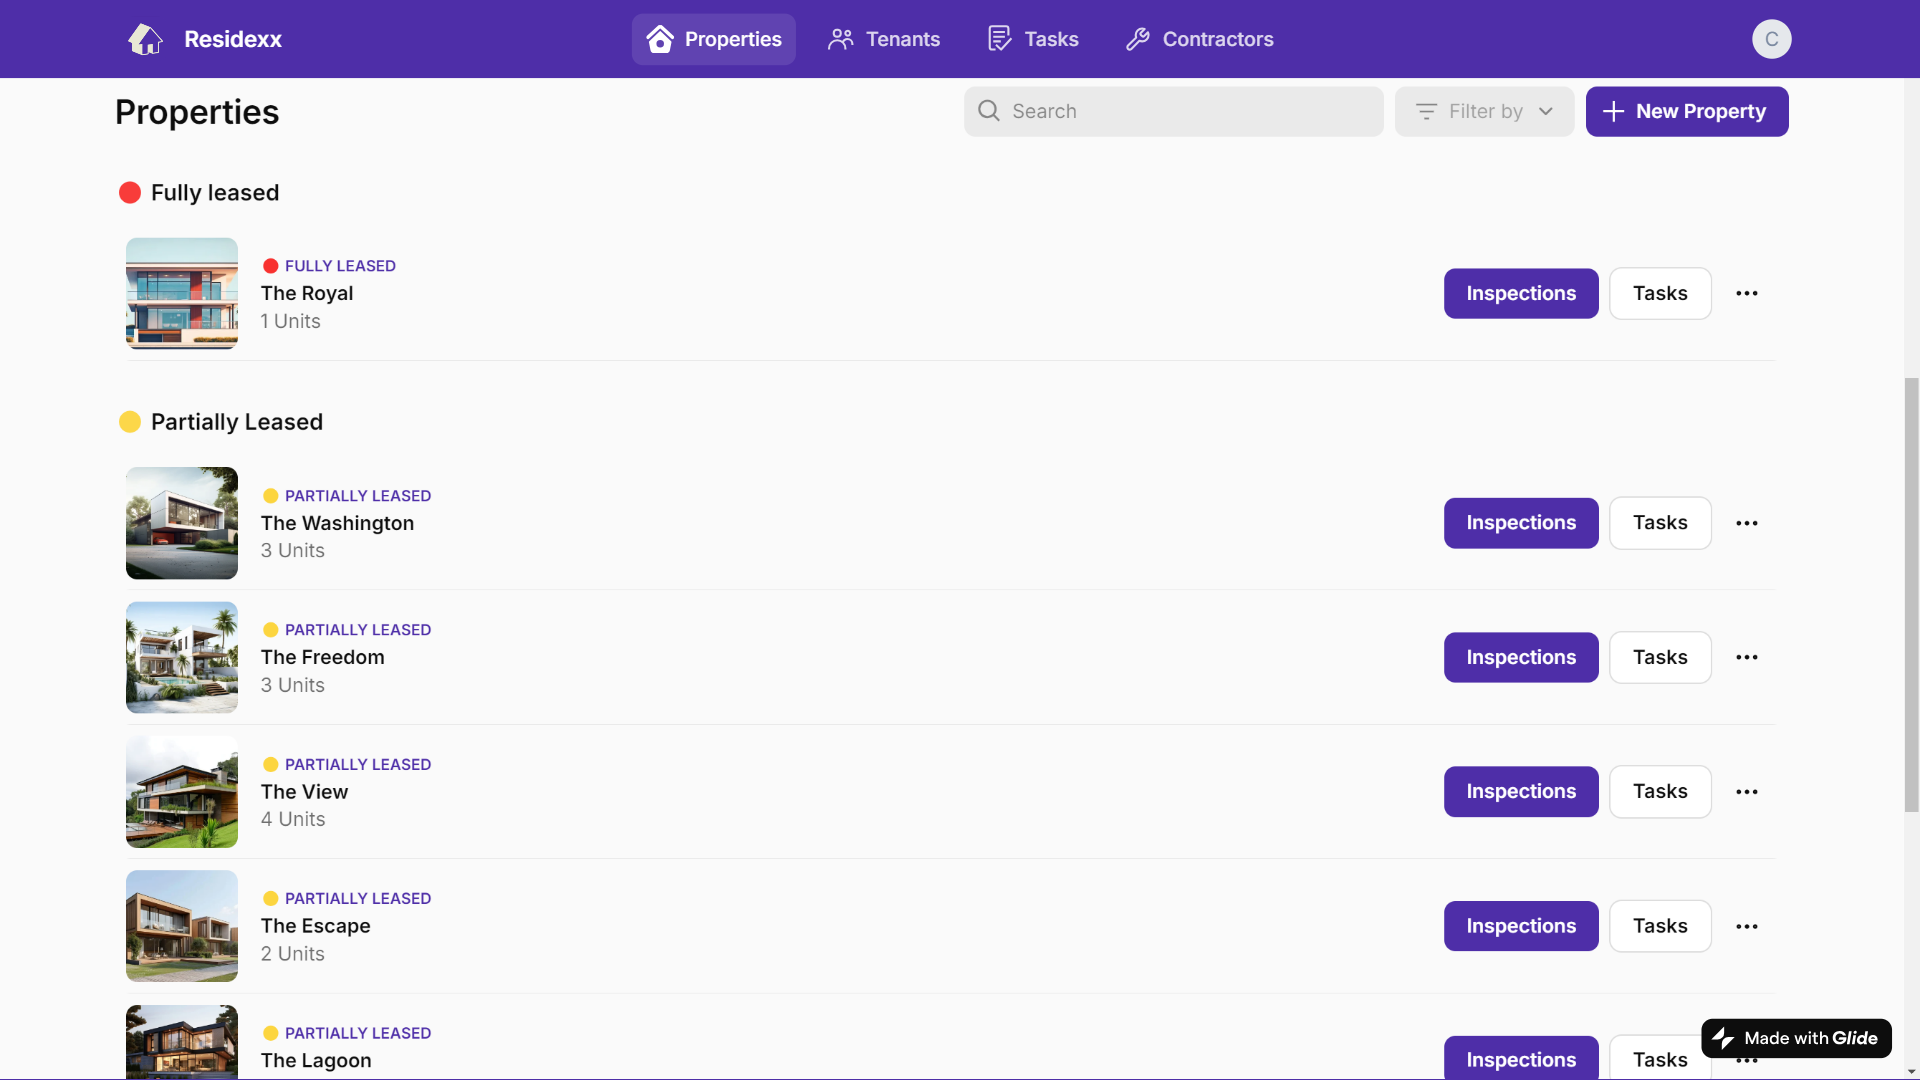 Residexx
Properties
Tenants
Tasks
Contractors
C
Properties
Search
Filter by
New Property
Fully leased
FULLY LEASED
The Royal
1 Units
Inspections
Tasks
Partially Leased
PARTIALLY LEASED
The Washington
3 Units
Inspections
Tasks
PARTIALLY LEASED
The Freedom
3 Units
Inspections
Tasks
PARTIALLY LEASED
The View
4 Units
Inspections
Tasks
PARTIALLY LEASED
The Escape
2 Units
Inspections
Tasks
PARTIALLY LEASED
The Lagoon
Inspections
Tasks
Made with Glide